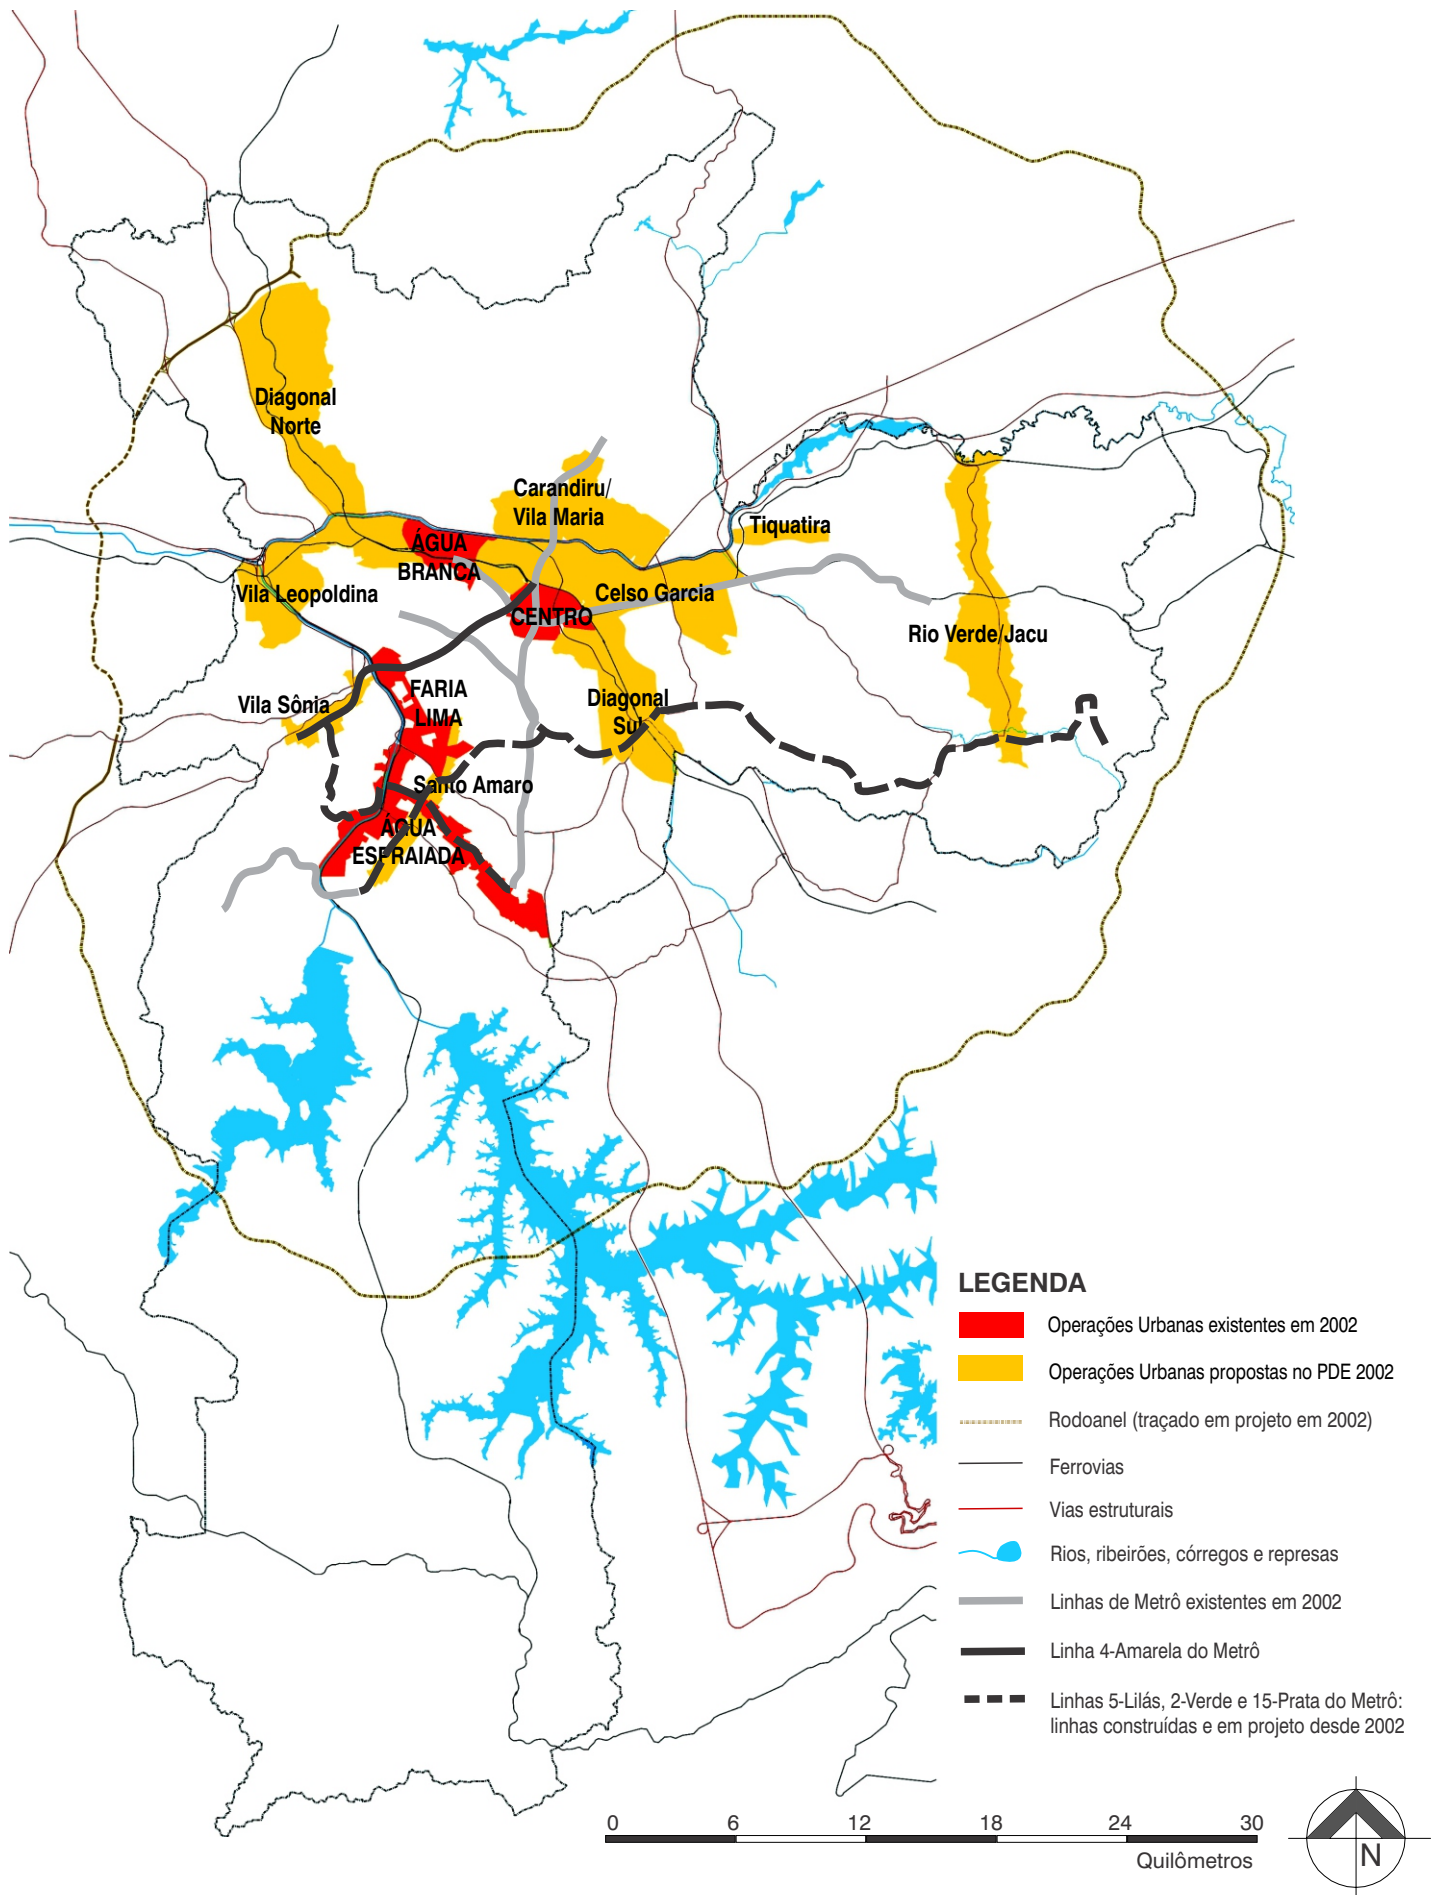 Diagonal
Norte
Carandiru/
Vila Maria
Tiquatira
ÁGUA
BRANCA
Vila Leopoldina
Celso Garcia
CENTRO
Rio Verde/Jacu
FARIA
LIMA
Vila Sônia
Diagonal
Sul
Santo Amaro
ÁGUA
ESPRAIADA
LEGENDA
Operações Urbanas existentes em 2002
Operações Urbanas propostas no PDE 2002
Rodoanel (traçado em projeto em 2002)
Ferrovias
Vias estruturais
Rios, ribeirões, córregos e represas
Linhas de Metrô existentes em 2002
Linha 4-Amarela do Metrô
Linhas 5-Lilás, 2-Verde e 15-Prata do Metrô:
linhas construídas e em projeto desde 2002
0 6 12 18 24 30
Quilômetros
N